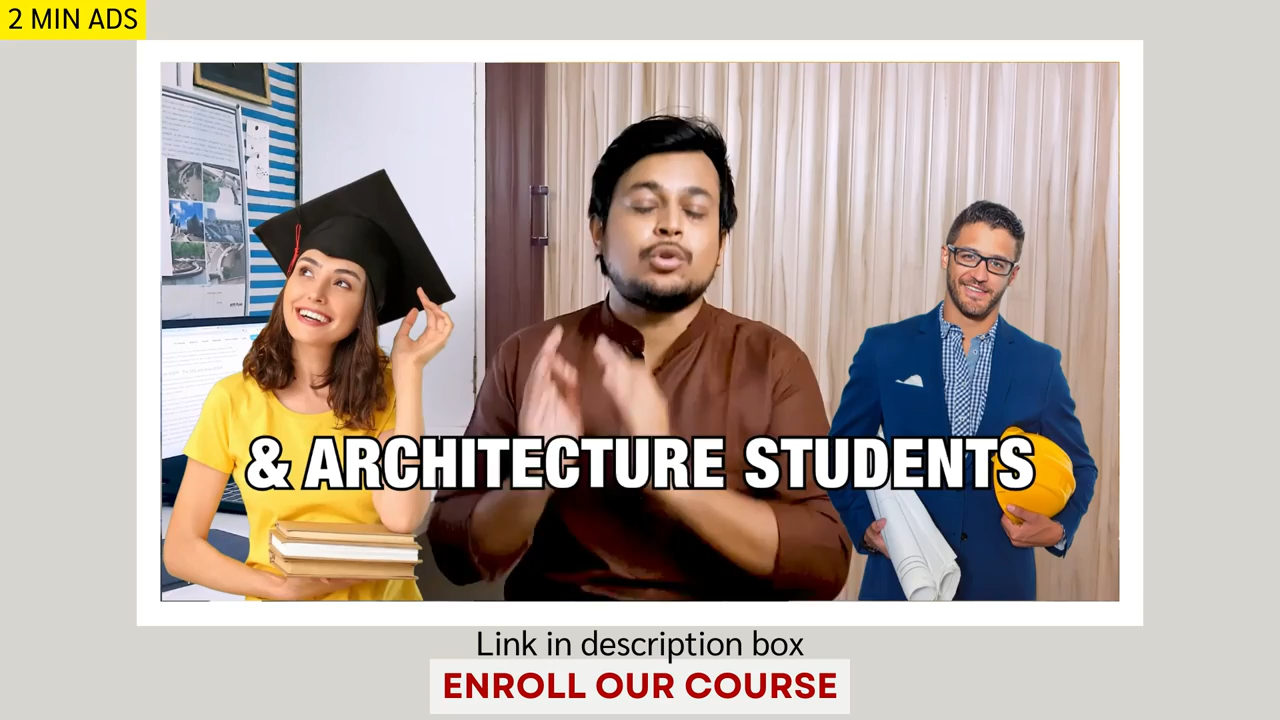 2 MIN ADS
& ARCHITECTURE STUDENTS
Link in description box
ENROLL OUR COURSE